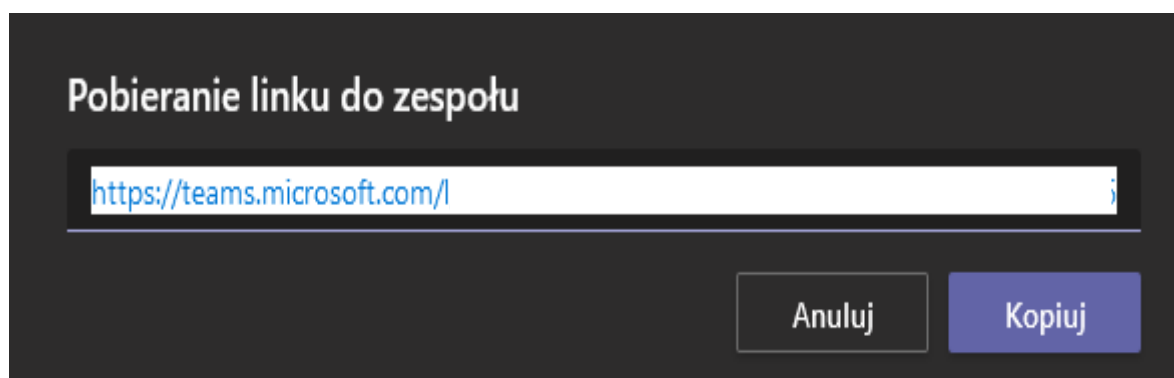 Pobieranie linku do zespołu
https://teams.microsoft.com/l
Anuluj
Kopiuj